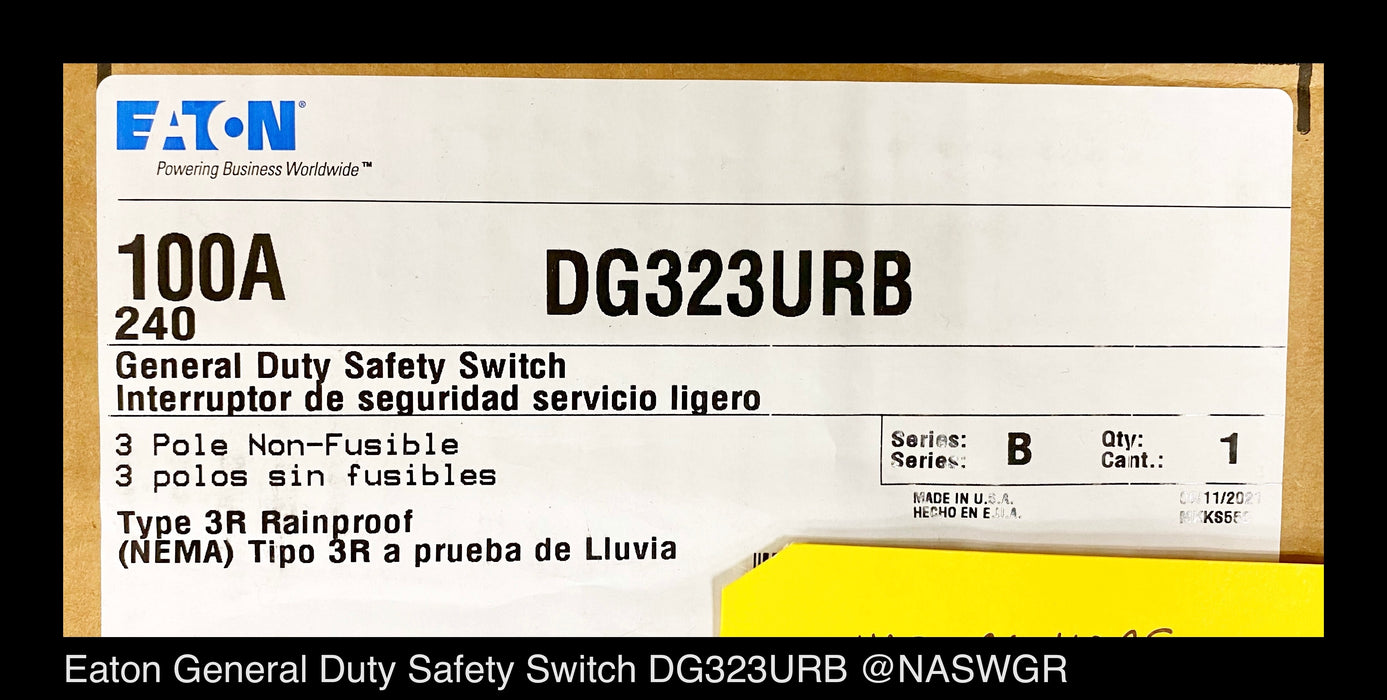 EATON®
Powering Business Worldwide™
100A
DG323URB
240
General Duty Safety Switch
Interruptor de seguridad servicio ligero
3 Pole Non-Fusible
3 polos sin fusibles
Series: B Qty: 1
Series: Cant.:
MADE IN U.S.A.
HECHO EN E.U.A.
Type 3R Rainproof
(NEMA) Tipo 3R a prueba de Lluvia
Eaton General Duty Safety Switch DG323URB @NASWGR